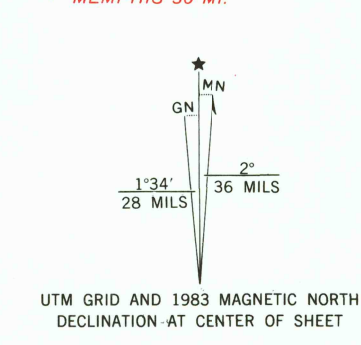 MN
GN
1°34′
28 MILS
2°
36 MILS
UTM GRID AND 1983 MAGNETIC NORTH
DECLINATION AT CENTER OF SHEET